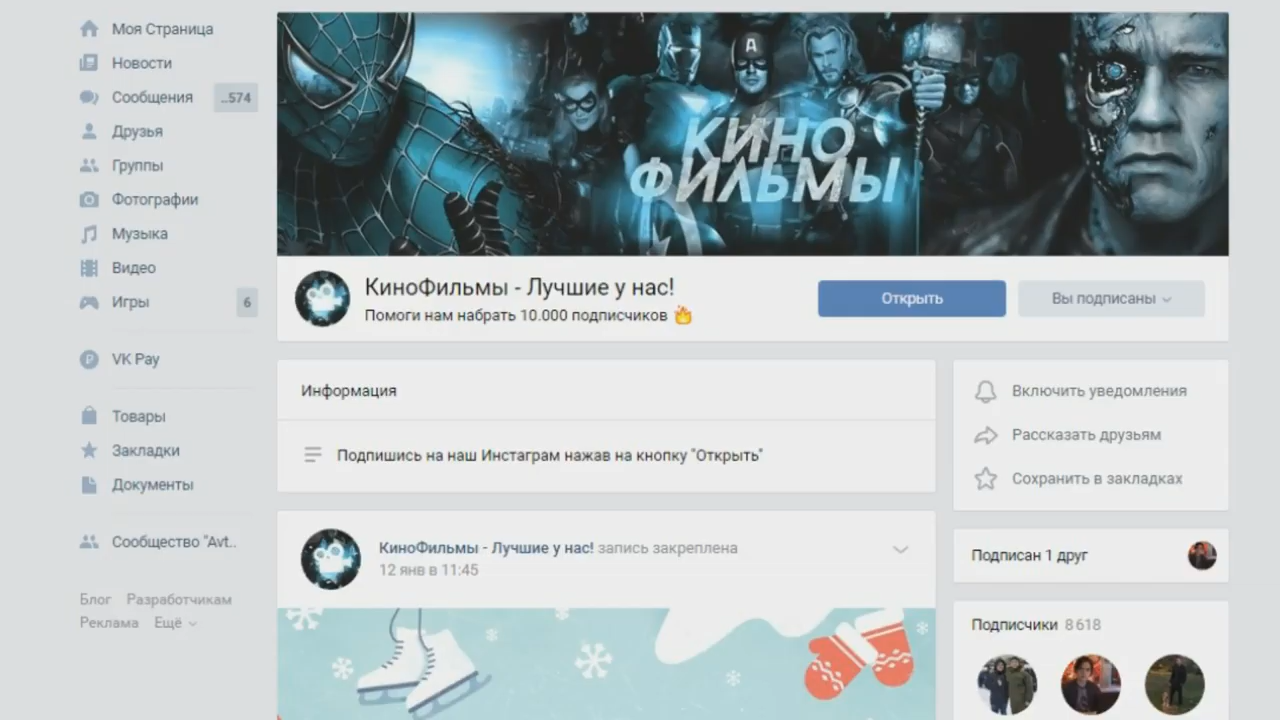 Моя Страница
Новости
Сообщения ..574
Друзья
Группы
Фотографии
Музыка
Видео
Игры 6
VK Pay
Товары
Закладки
Документы
Сообщество "Avt..
Блог Разработчикам
Реклама Ещё
A
КИНО
ФИЛЬМЫ
КиноФильмы - Лучшие у нас!
Помоги нам набрать 10.000 подписчиков
Открыть
Вы подписаны
Информация
Подпишись на наш Инстаграм нажав на кнопку "Открыть"
КиноФильмы - Лучшие у нас! запись закреплена
12 янв в 11:45
Включить уведомления
Рассказать друзьям
Сохранить в закладках
Подписан 1 друг
Подписчики 8 618